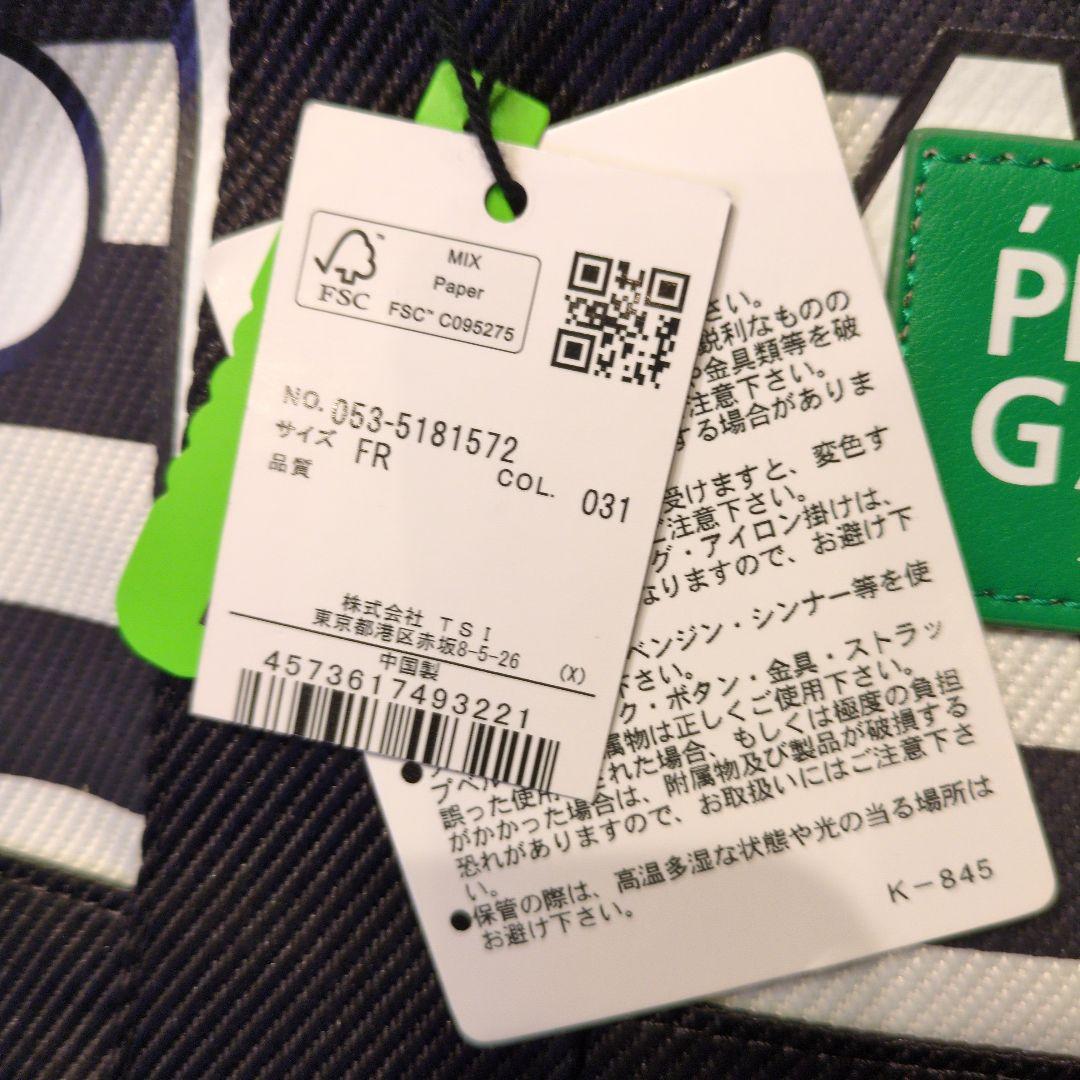 FSC™
MIX
Paper
FSC™ C095275
NO. 053-5181572
サイズ FR
品質
COL. 031
株式会社 TSI
東京都港区赤坂8-5-26
中国製
(X)
4573617493221
さい。
鋭利なものの
金具類等を破
注意下さい。
する場合がありま
受けますと、変色す
ご注意下さい。
グ・アイロン掛けは、
なりますので、お避け下
ベンジン・シンナー等を使
下さい。
ク・ボタン・金具・ストラッ
属物は正しくご使用下さい。
誤った使用
れた場合、もしくは極度の負担
がかかった場合は、附属物及び製品が破損する
恐れがありますので、お取扱いにはご注意下さ
い。
●保管の際は、高温多湿な状態や光の当る場所は
お避け下さい。
K-845
G